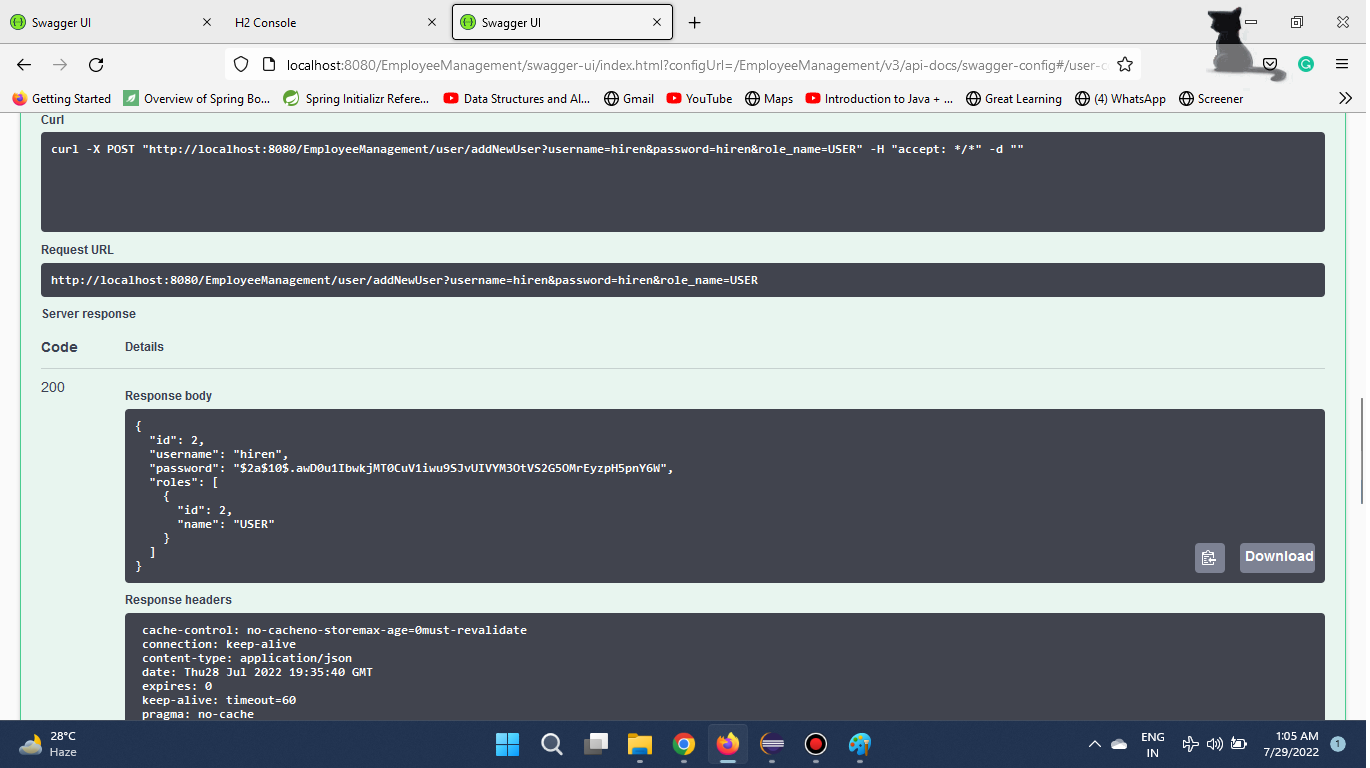 Swagger UI
H2 Console
Swagger UI
localhost:8080/EmployeeManagement/swagger-ui/index.html?configUrl=/EmployeeManagement/v3/api-docs/swagger-config#/user-o
Getting Started
Overview of Spring Bo...
Spring Initializr Refere...
Data Structures and Al...
Gmail
YouTube
Maps
Introduction to Java + ...
Great Learning
(4) WhatsApp
Screener
Curl
curl -X POST "http://localhost:8080/EmployeeManagement/user/addNewUser?username=hiren&password=hiren&role_name=USER" -H "accept: */*" -d ""
Request URL
http://localhost:8080/EmployeeManagement/user/addNewUser?username=hiren&password=hiren&role_name=USER
Server response
Code Details
200
Response body
{
"id": 2,
"username": "hiren",
"password": "$2a$10$.awD0u1IbwkjMT0CuV1iwu9SJvUIVYM3OtVS2G5OMrEyzpH5pnY6W",
"roles": [
{
"id": 2,
"name": "USER"
}
]
}
Download
Response headers
cache-control: no-cacheno-storemax-age=0must-revalidate
connection: keep-alive
content-type: application/json
date: Thu28 Jul 2022 19:35:40 GMT
expires: 0
keep-alive: timeout=60
pragma: no-cache
28°C
Haze
ENG
IN
1:05 AM
7/29/2022
1